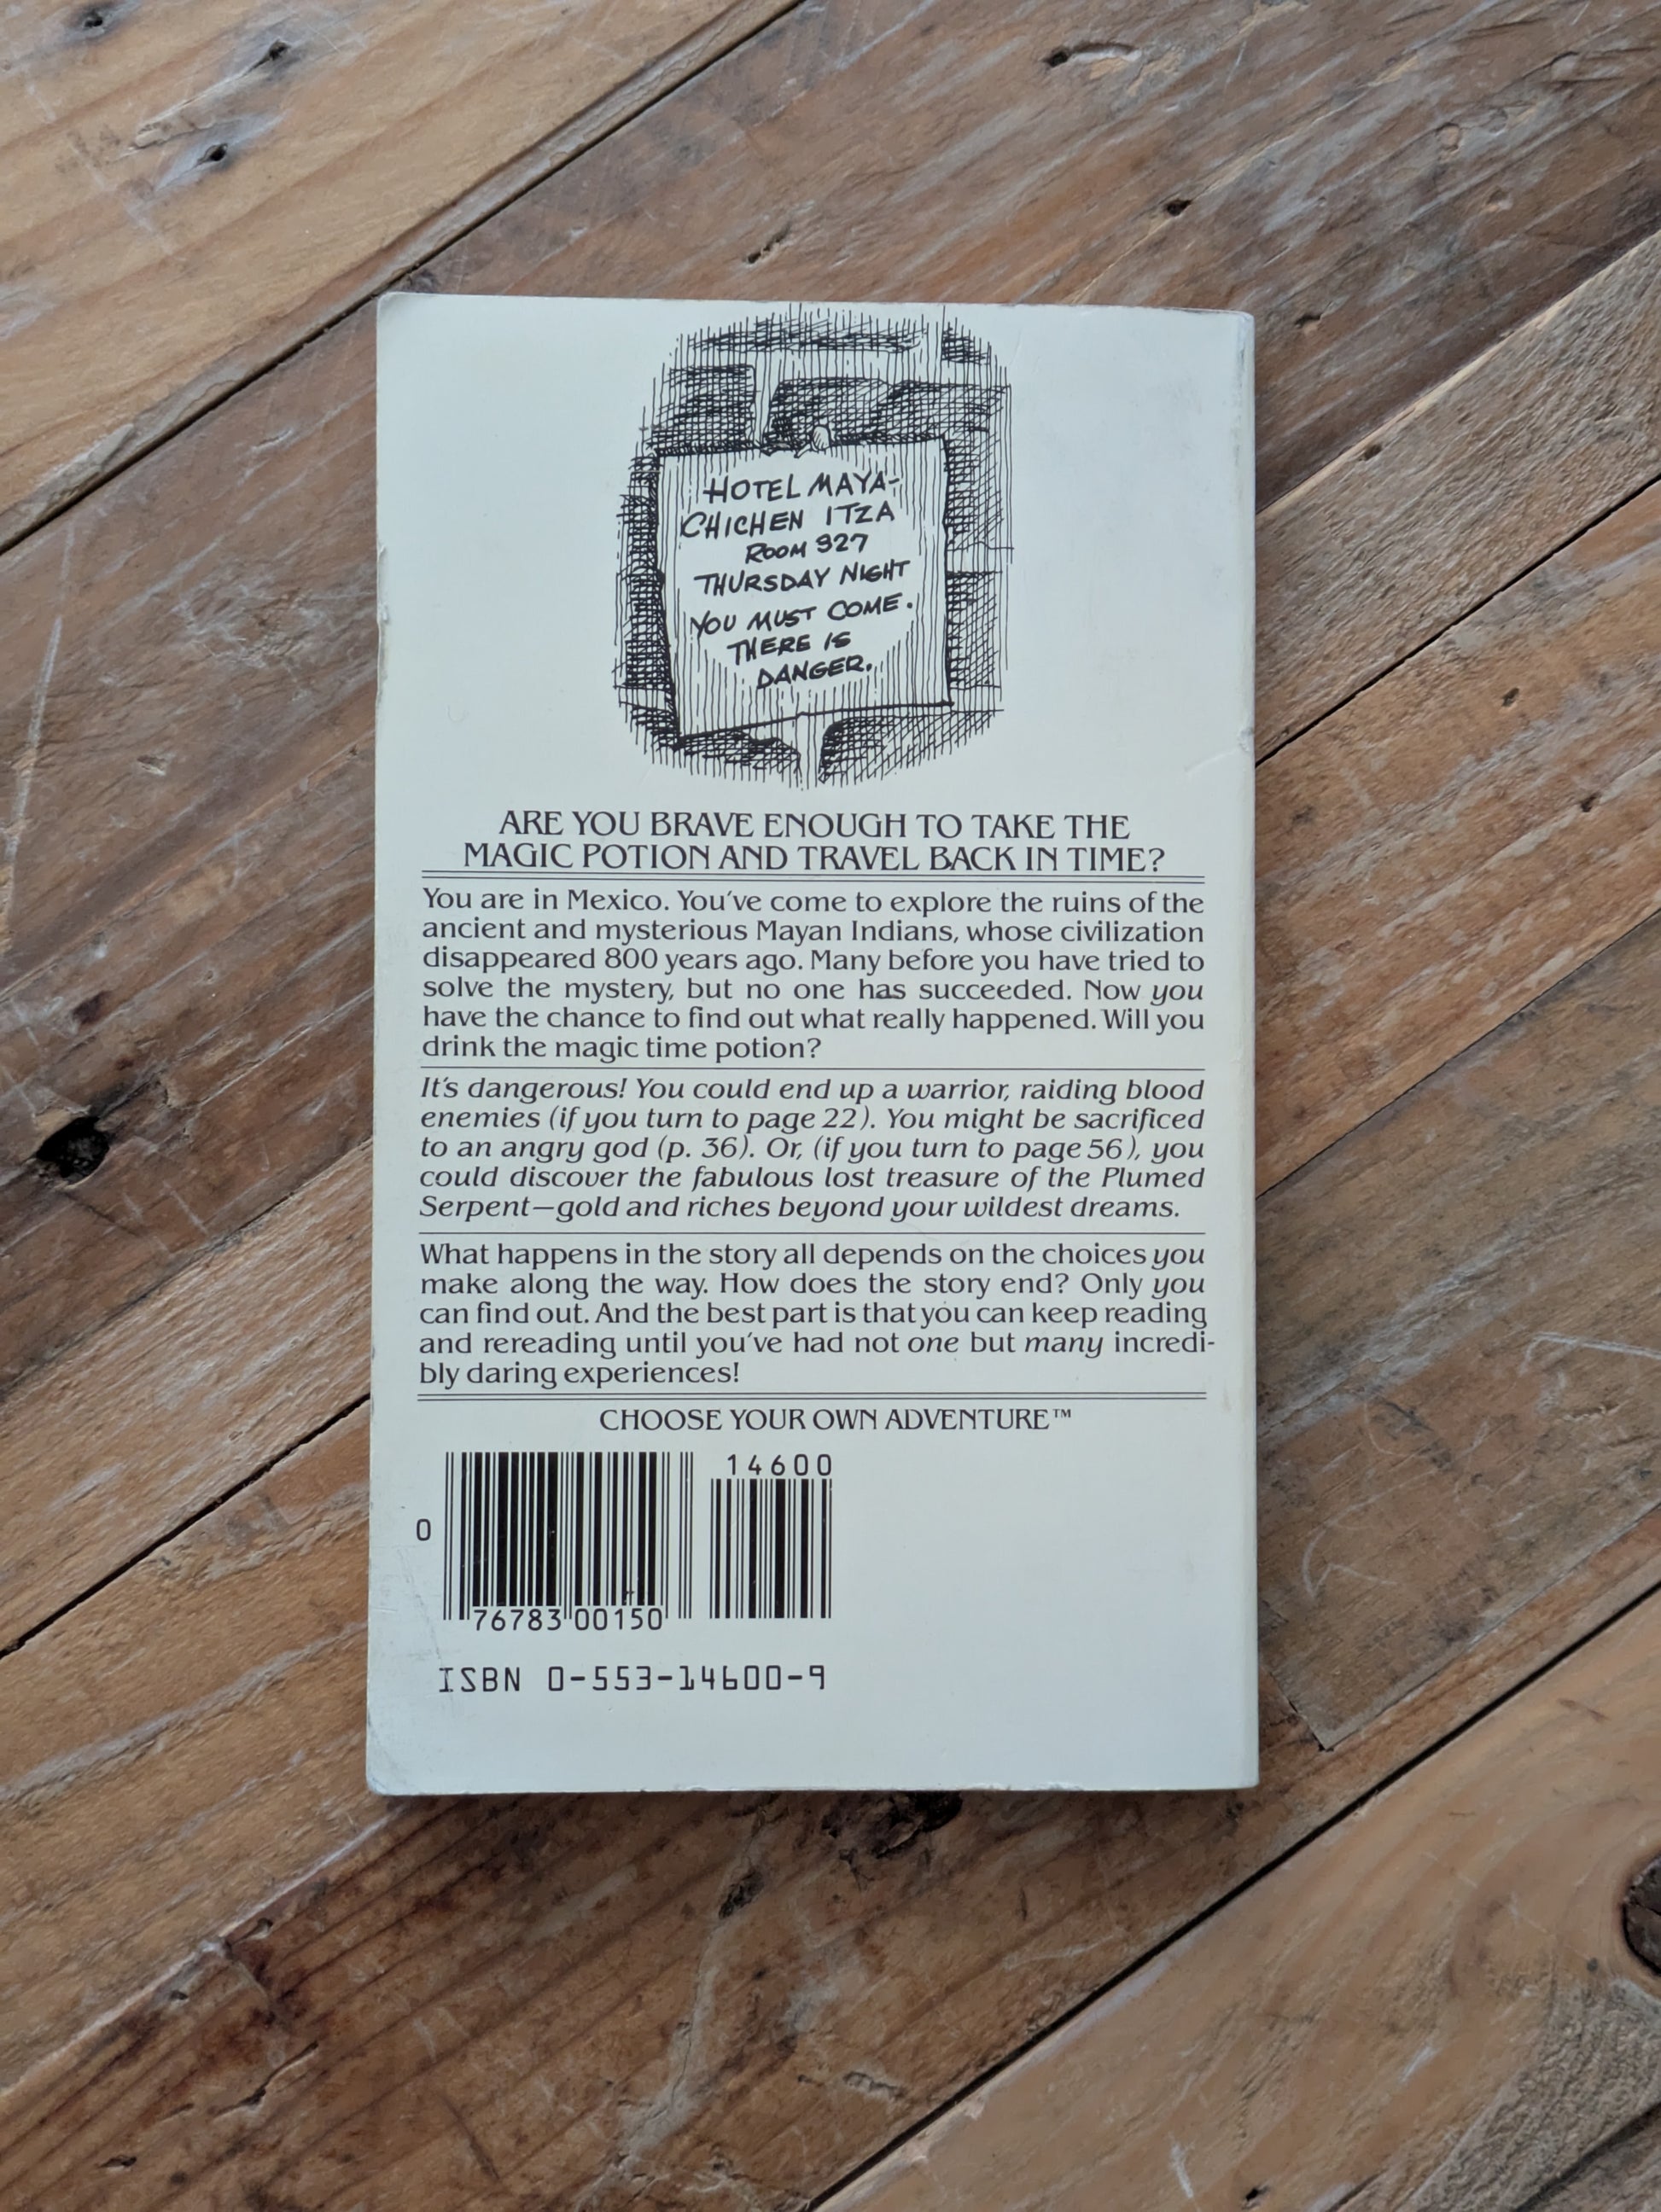 HOTEL MAYA-
CHICHEN ITZA
ROOM 327
THURSDAY NIGHT
YOU MUST COME.
THERE IS
DANGER.
ARE YOU BRAVE ENOUGH TO TAKE THE
MAGIC POTION AND TRAVEL BACK IN TIME?
You are in Mexico. You've come to explore the ruins of the
ancient and mysterious Mayan Indians, whose civilization
disappeared 800 years ago. Many before you have tried to
solve the mystery, but no one has succeeded. Now you
have the chance to find out what really happened. Will you
drink the magic time potion?
It's dangerous! You could end up a warrior, raiding blood
enemies (if you turn to page 22). You might be sacrificed
to an angry god (p. 36). Or, (if you turn to page 56), you
could discover the fabulous lost treasure of the Plumed
Serpent—gold and riches beyond your wildest dreams.
What happens in the story all depends on the choices you
make along the way. How does the story end? Only you
can find out. And the best part is that you can keep reading
and rereading until you've had not one but many incredi-
bly daring experiences!
CHOOSE YOUR OWN ADVENTURE™
14600
0
76783 00150
ISBN 0-553-14600-9